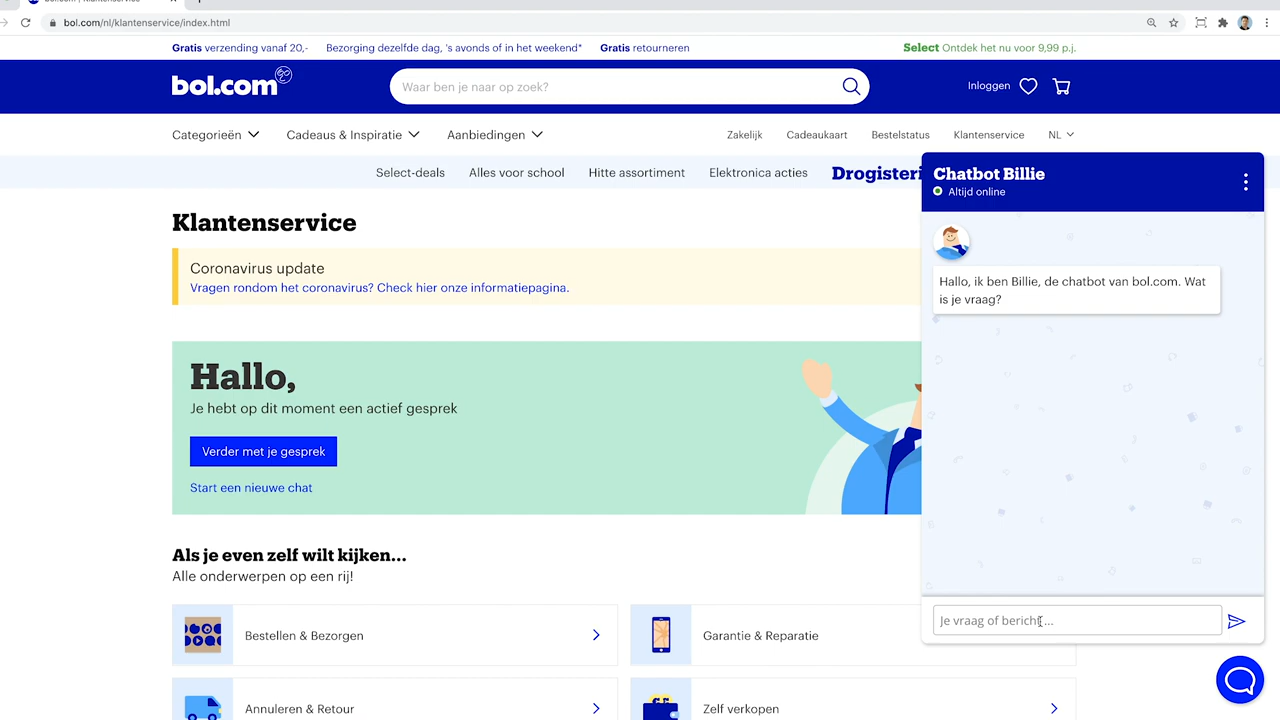 bol.com/nl/klantenservice/index.html
Gratis verzending vanaf 20,-
Bezorging dezelfde dag, 's avonds of in het weekend*
Gratis retourneren
Select Ontdek het nu voor 9,99 p.j.
bol.com
Waar ben je naar op zoek?
Inloggen
Categorieën
Cadeaus & Inspiratie
Aanbiedingen
Zakelijk
Cadeaukaart
Bestelstatus
Klantenservice
NL
Select-deals
Alles voor school
Hitte assortiment
Elektronica acties
Drogisteri
Klantenservice
Coronavirus update
Vragen rondom het coronavirus? Check hier onze informatiepagina.
Hallo,
Je hebt op dit moment een actief gesprek
Verder met je gesprek
Start een nieuwe chat
Als je even zelf wilt kijken...
Alle onderwerpen op een rij!
Bestellen & Bezorgen
Garantie & Reparatie
Annuleren & Retour
Zelf verkopen
Chatbot Billie
Altijd online
Hallo, ik ben Billie, de chatbot van bol.com. Wat
is je vraag?
Je vraag of bericht ...